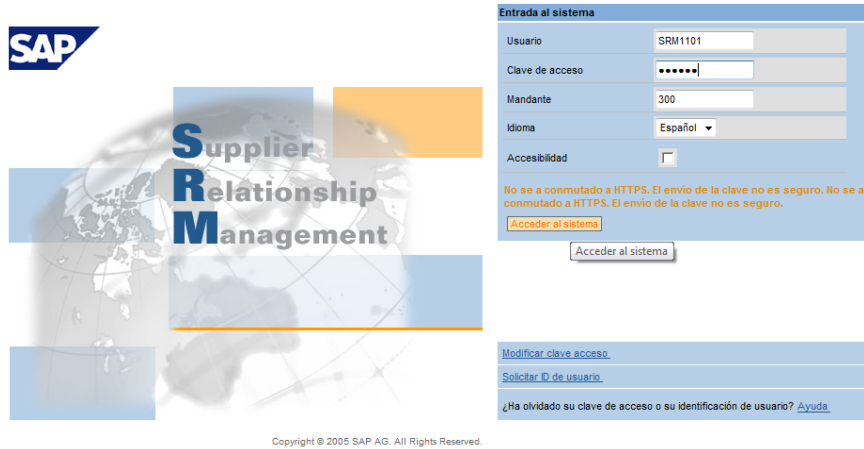 SAP
Supplier
Relationship
Management
Entrada al sistema
Usuario SRM1101
Clave de acceso ●●●●●●
Mandante 300
Idioma Español
Accesibilidad
No se a conmutado a HTTPS. El envío de la clave no es seguro. No se a
conmutado a HTTPS. El envío de la clave no es seguro.
Acceder al sistema
Acceder al sistema
Modificar clave acceso
Solicitar ID de usuario
¿Ha olvidado su clave de acceso o su identificación de usuario? Ayuda
Copyright © 2005 SAP AG. All Rights Reserved.